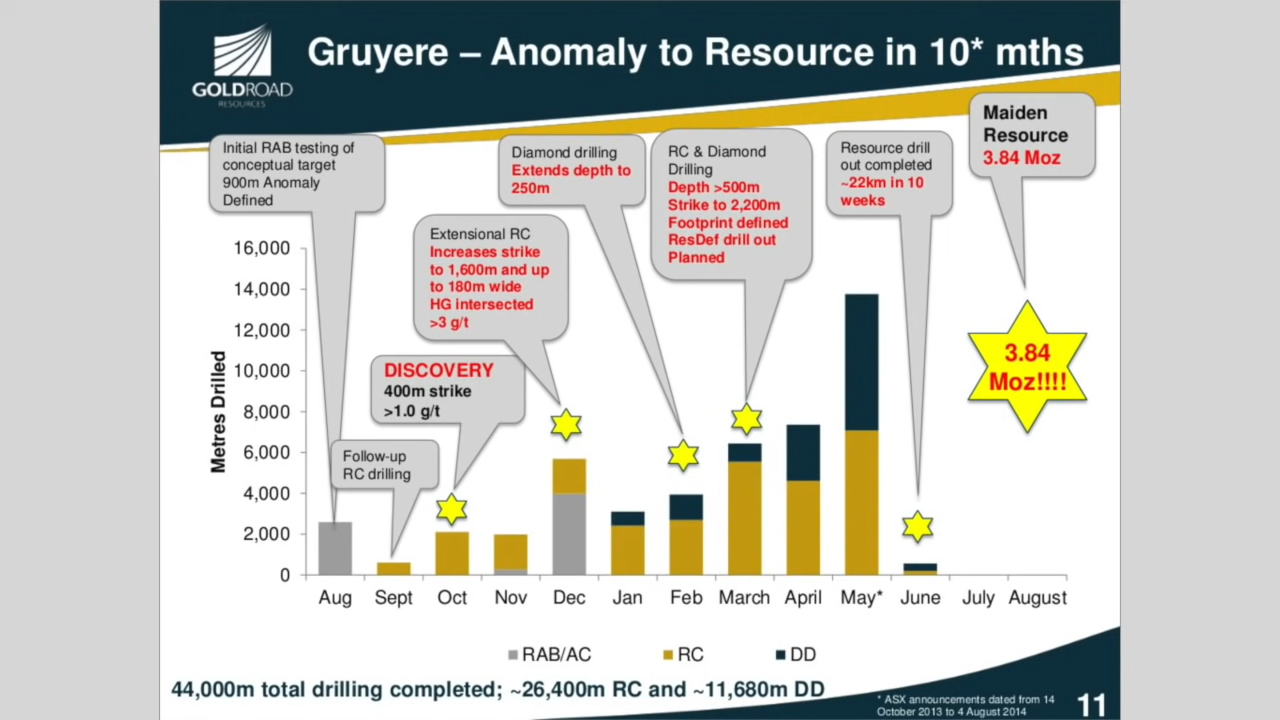 Gruyere – Anomaly to Resource in 10* mths
GOLDROAD
RESOURCES
Initial RAB testing of
conceptual target
900m Anomaly
Defined
Follow-up
RC drilling
DISCOVERY
400m strike
>1.0 g/t
Extensional RC
Increases strike
to 1,600m and up
to 180m wide
HG intersected
>3 g/t
Diamond drilling
Extends depth to
250m
RC & Diamond
Drilling
Depth >500m
Strike to 2,200m
Footprint defined
ResDef drill out
Planned
Resource drill
out completed
~22km in 10
weeks
Maiden
Resource
3.84 Moz
3.84
Moz!!!!
Metres Drilled
16,000
14,000
12,000
10,000
8,000
6,000
4,000
2,000
0
Aug Sept Oct Nov Dec Jan Feb March April May* June July August
RAB/AC RC DD
44,000m total drilling completed; ~26,400m RC and ~11,680m DD
* ASX announcements dated from 14
October 2013 to 4 August 2014
11